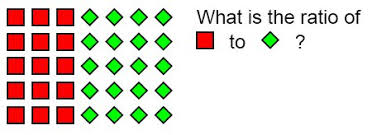 What is the ratio of
to ?